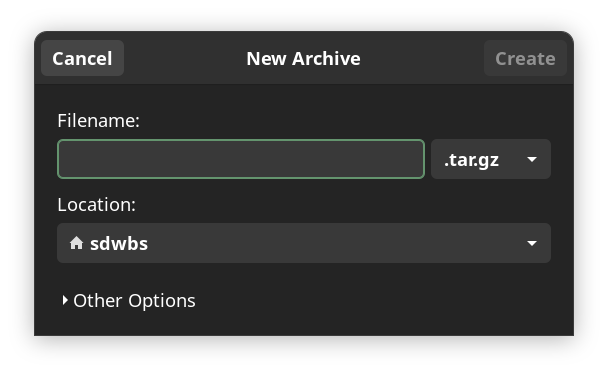 Cancel New Archive Create
Filename:
.tar.gz
Location:
sdwbs
Other Options